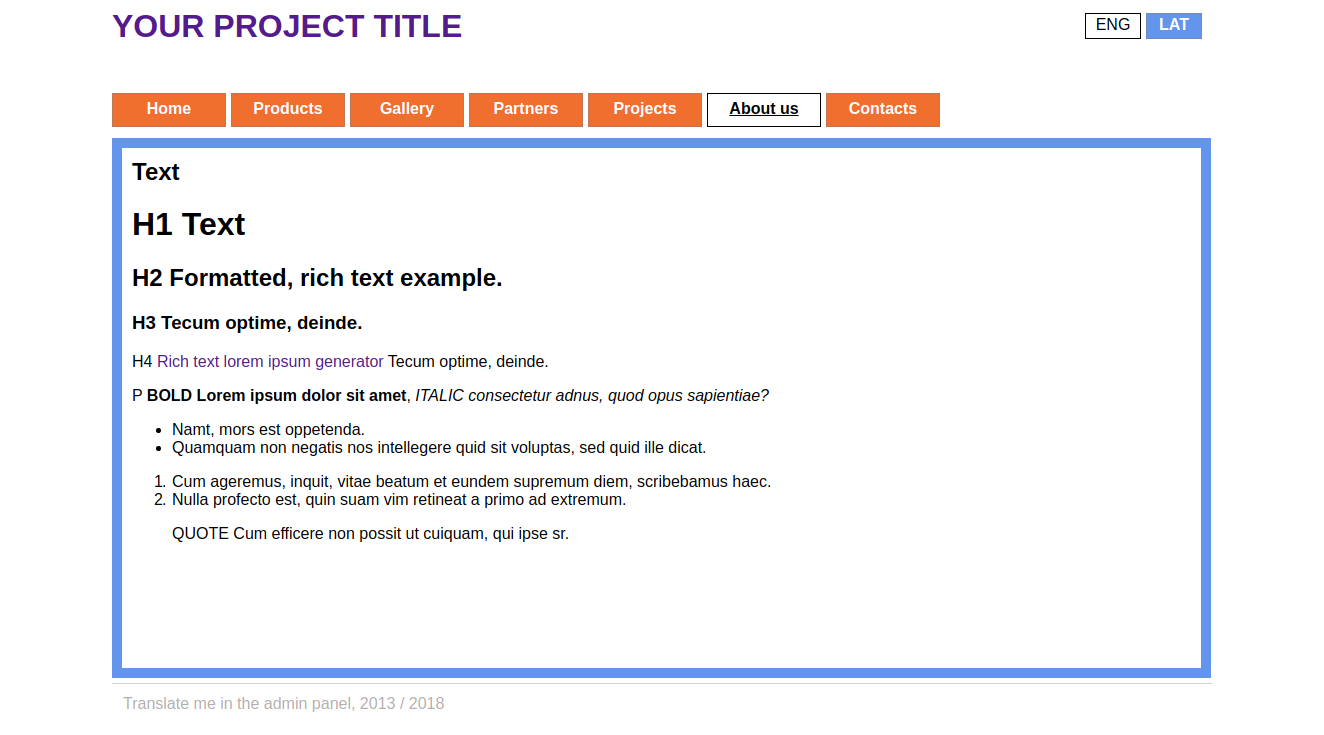 YOUR PROJECT TITLE
ENG LAT
Home Products Gallery Partners Projects About us Contacts
Text
H1 Text
H2 Formatted, rich text example.
H3 Tecum optime, deinde.
H4 Rich text lorem ipsum generator Tecum optime, deinde.
P BOLD Lorem ipsum dolor sit amet, ITALIC consectetur adnus, quod opus sapientiae?
• Namt, mors est oppetenda.
• Quamquam non negatis nos intellegere quid sit voluptas, sed quid ille dicat.
1. Cum ageremus, inquit, vitae beatum et eundem supremum diem, scribebamus haec.
2. Nulla profecto est, quin suam vim retineat a primo ad extremum.
QUOTE Cum efficere non possit ut cuiquam, qui ipse sr.
Translate me in the admin panel, 2013 / 2018